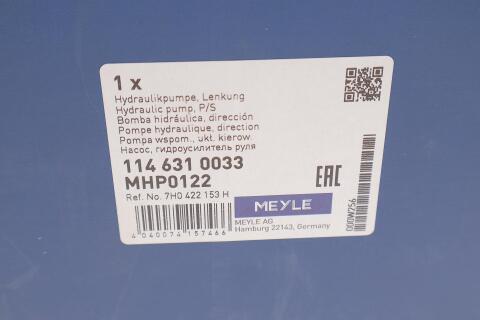 1 x
Hydraulikpumpe, Lenkung
Hydraulic pump, P/S
Bomba hidráulica, dirección
Pompe hydraulique, direction
Pompa wspom., ukł. kierow.
Насос, гидроусилитель руля
114 631 0033
MHP0122
Ref. No. 7H0 422 153 H
4 040074 157466
EAC
MEYLE
MEYLE AG
Hamburg 22143, Germany
000W256